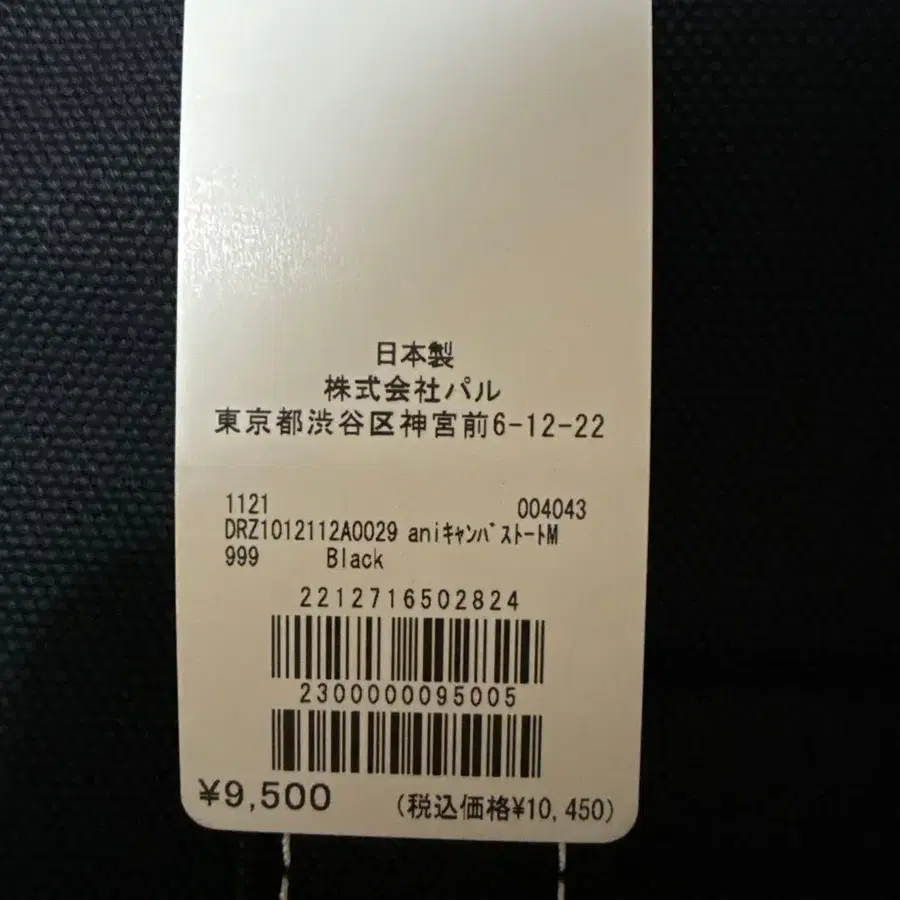 日本製
株式会社パル
東京都渋谷区神宮前6-12-22
1121 004043
DRZ1012112A0029 aniｷｬﾝﾊﾞｽﾄｰﾄM
999 Black
2212716502824
2300000095005
¥9,500 (税込価格¥10,450)